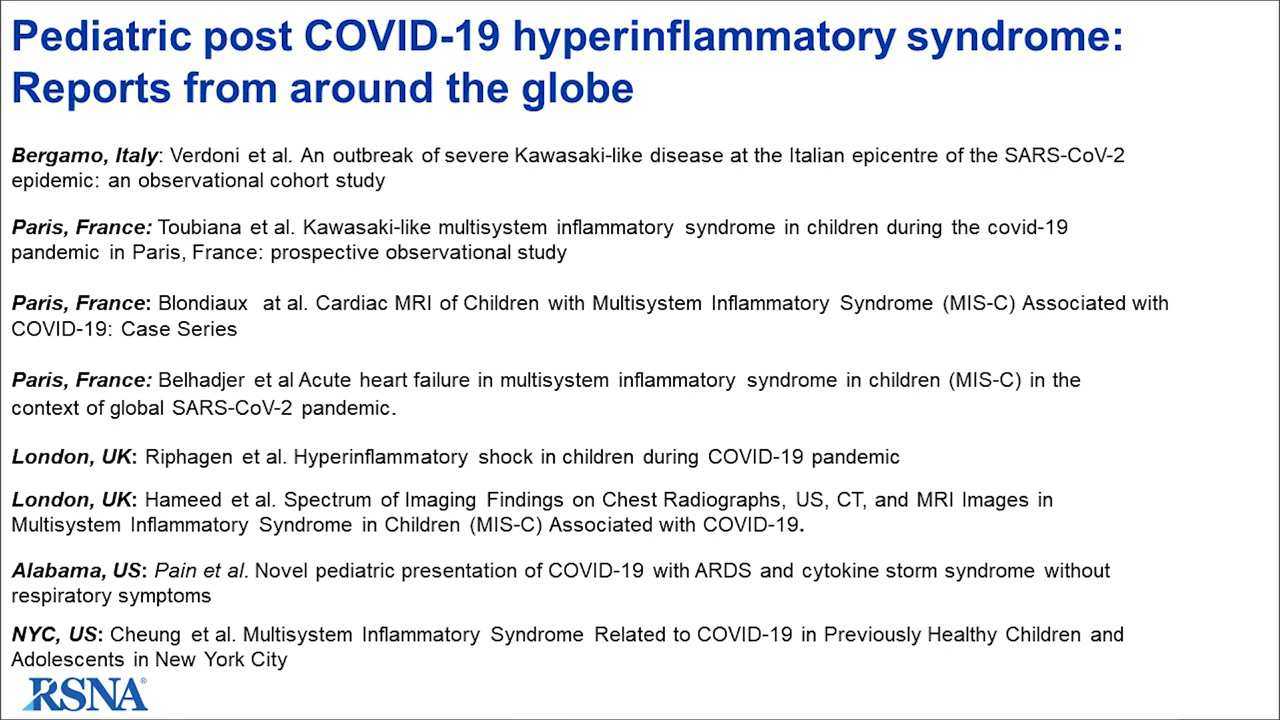 Pediatric post COVID-19 hyperinflammatory syndrome:
Reports from around the globe
Bergamo, Italy: Verdoni et al. An outbreak of severe Kawasaki-like disease at the Italian epicentre of the SARS-CoV-2
epidemic: an observational cohort study
Paris, France: Toubiana et al. Kawasaki-like multisystem inflammatory syndrome in children during the covid-19
pandemic in Paris, France: prospective observational study
Paris, France: Blondiaux at al. Cardiac MRI of Children with Multisystem Inflammatory Syndrome (MIS-C) Associated with
COVID-19: Case Series
Paris, France: Belhadjer et al Acute heart failure in multisystem inflammatory syndrome in children (MIS-C) in the
context of global SARS-CoV-2 pandemic.
London, UK: Riphagen et al. Hyperinflammatory shock in children during COVID-19 pandemic
London, UK: Hameed et al. Spectrum of Imaging Findings on Chest Radiographs, US, CT, and MRI Images in
Multisystem Inflammatory Syndrome in Children (MIS-C) Associated with COVID-19.
Alabama, US: Pain et al. Novel pediatric presentation of COVID-19 with ARDS and cytokine storm syndrome without
respiratory symptoms
NYC, US: Cheung et al. Multisystem Inflammatory Syndrome Related to COVID-19 in Previously Healthy Children and
Adolescents in New York City
RSNA®